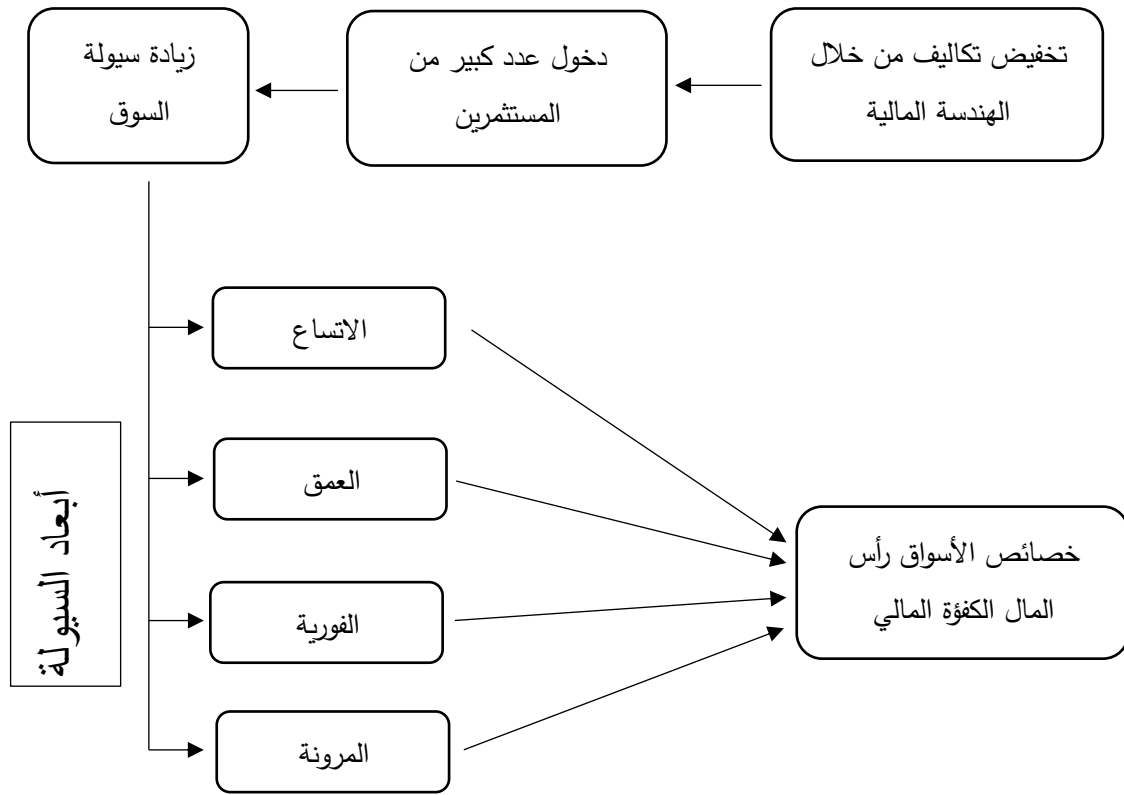 تخفيض تكاليف من خلال
الهندسة المالية
دخول عدد كبير من
المستثمرين
زيادة سيولة
السوق
الاتساع
العمق
الفورية
المرونة
أبعاد السيولة
خصائص الأسواق رأس
المال الكفؤة المالي